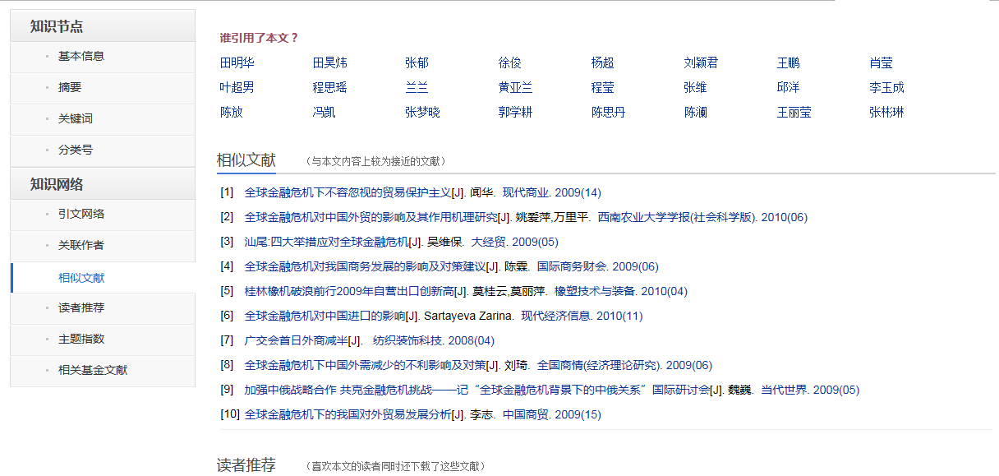 知识节点
基本信息
摘要
关键词
分类号
知识网络
引文网络
关联作者
相似文献
读者推荐
主题指数
相关基金文献
谁引用了本文？
田明华 田昊炜 张郁 徐俊 杨超 刘颖君 王鹏 肖莹
叶超男 程思瑶 兰兰 黄亚兰 程莹 张维 邱洋 李玉成
陈放 冯凯 张梦晓 郭学耕 陈思丹 陈澜 王丽莹 张彬琳
相似文献 （与本文内容上较为接近的文献）
[1] 全球金融危机下不容忽视的贸易保护主义[J]. 闻华. 现代商业. 2009(14)
[2] 全球金融危机对中国外贸的影响及其作用机理研究[J]. 姚爱萍,万里平. 西南农业大学学报(社会科学版). 2010(06)
[3] 汕尾:四大举措应对全球金融危机[J]. 吴维保. 大经贸. 2009(05)
[4] 全球金融危机对我国商务发展的影响及对策建议[J]. 陈霖. 国际商务财会. 2009(06)
[5] 桂林橡机破浪前行2009年自营出口创新高[J]. 莫桂云,莫丽萍. 橡塑技术与装备. 2010(04)
[6] 全球金融危机对中国进口的影响[J]. Sartayeva Zarina. 现代经济信息. 2010(11)
[7] 广交会首日外商减半[J]. 纺织装饰科技. 2008(04)
[8] 全球金融危机下中国外需减少的不利影响及对策[J]. 刘琦. 全国商情(经济理论研究). 2009(06)
[9] 加强中俄战略合作 共克金融危机挑战——记“全球金融危机背景下的中俄关系”国际研讨会[J]. 魏巍. 当代世界. 2009(05)
[10] 全球金融危机下的我国对外贸易发展分析[J]. 李志. 中国商贸. 2009(15)
读者推荐 （喜欢本文的读者同时还下载了这些文献）